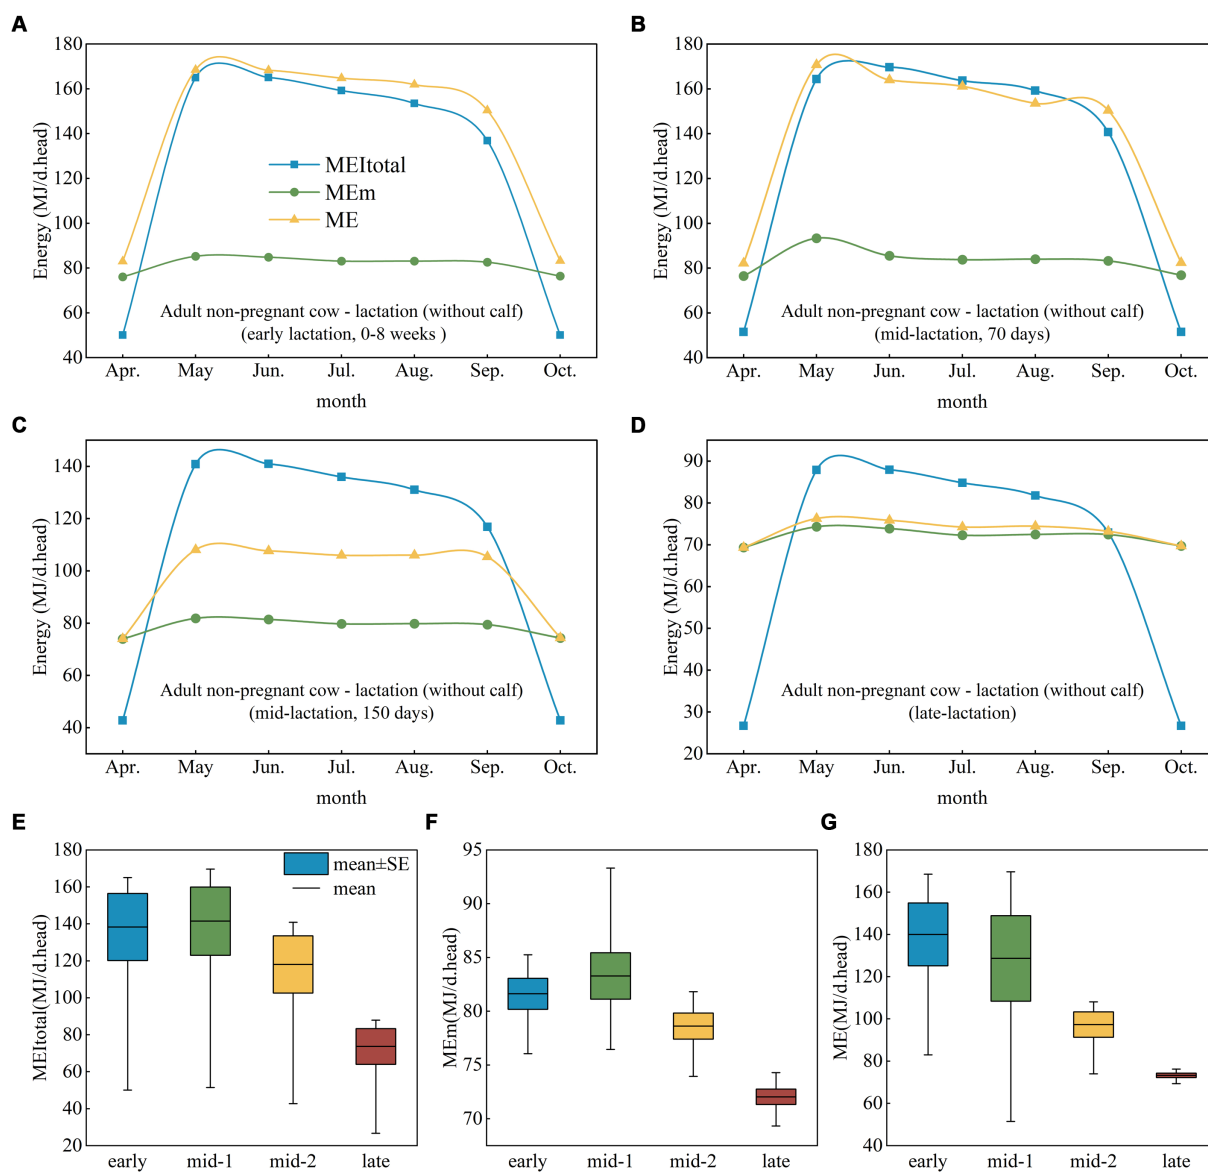 A
180
160
140
120
100
80
60
40
Energy (MJ/d.head)
MEItotal
MEm
ME
Adult non-pregnant cow - lactation (without calf)
(early lactation, 0-8 weeks )
Apr. May Jun. Jul. Aug. Sep. Oct.
month
B
180
160
140
120
100
80
60
40
Energy (MJ/d.head)
Adult non-pregnant cow - lactation (without calf)
(mid-lactation, 70 days)
Apr. May Jun. Jul. Aug. Sep. Oct.
month
C
140
120
100
80
60
40
Energy (MJ/d.head)
Adult non-pregnant cow - lactation (without calf)
(mid-lactation, 150 days)
Apr. May Jun. Jul. Aug. Sep. Oct.
month
D
90
80
70
60
50
40
30
20
Energy (MJ/d.head)
Adult non-pregnant cow - lactation (without calf)
(late-lactation)
Apr. May Jun. Jul. Aug. Sep. Oct.
month
E
180
160
140
120
100
80
60
40
20
MEItotal(MJ/d.head)
mean±SE
mean
early mid-1 mid-2 late
F
95
90
85
80
75
70
MEm(MJ/d.head)
early mid-1 mid-2 late
G
180
160
140
120
100
80
60
40
ME(MJ/d.head)
early mid-1 mid-2 late